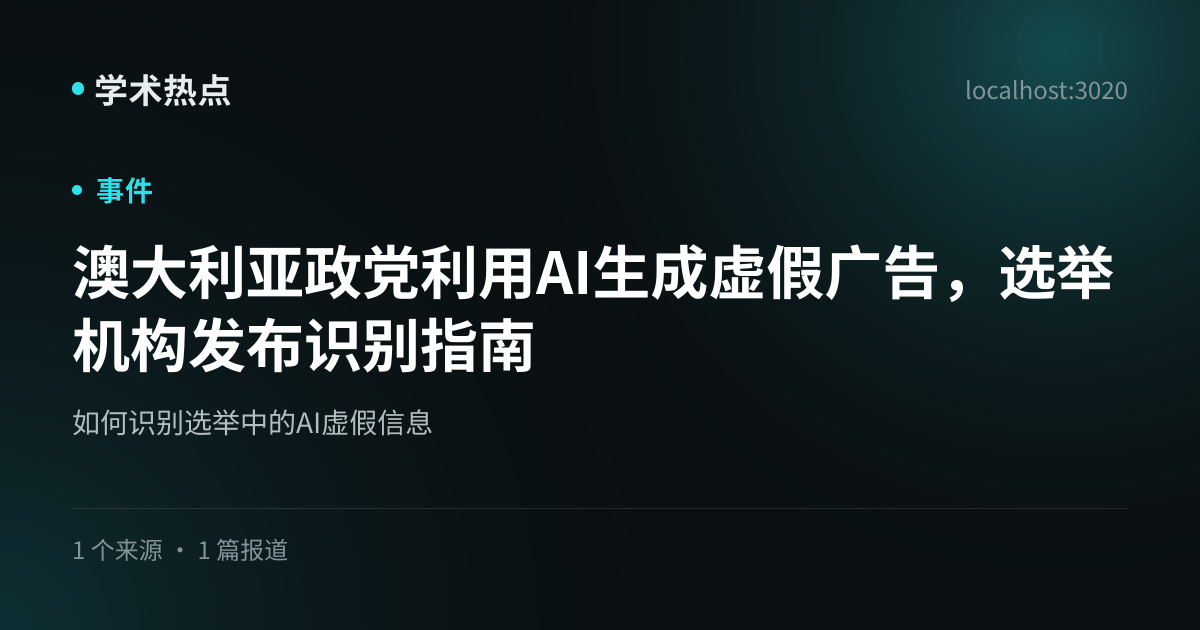 学术热点
localhost:3020
事件
澳大利亚政党利用AI生成虚假广告，选举
机构发布识别指南
如何识别选举中的AI虚假信息
1 个来源 · 1 篇报道